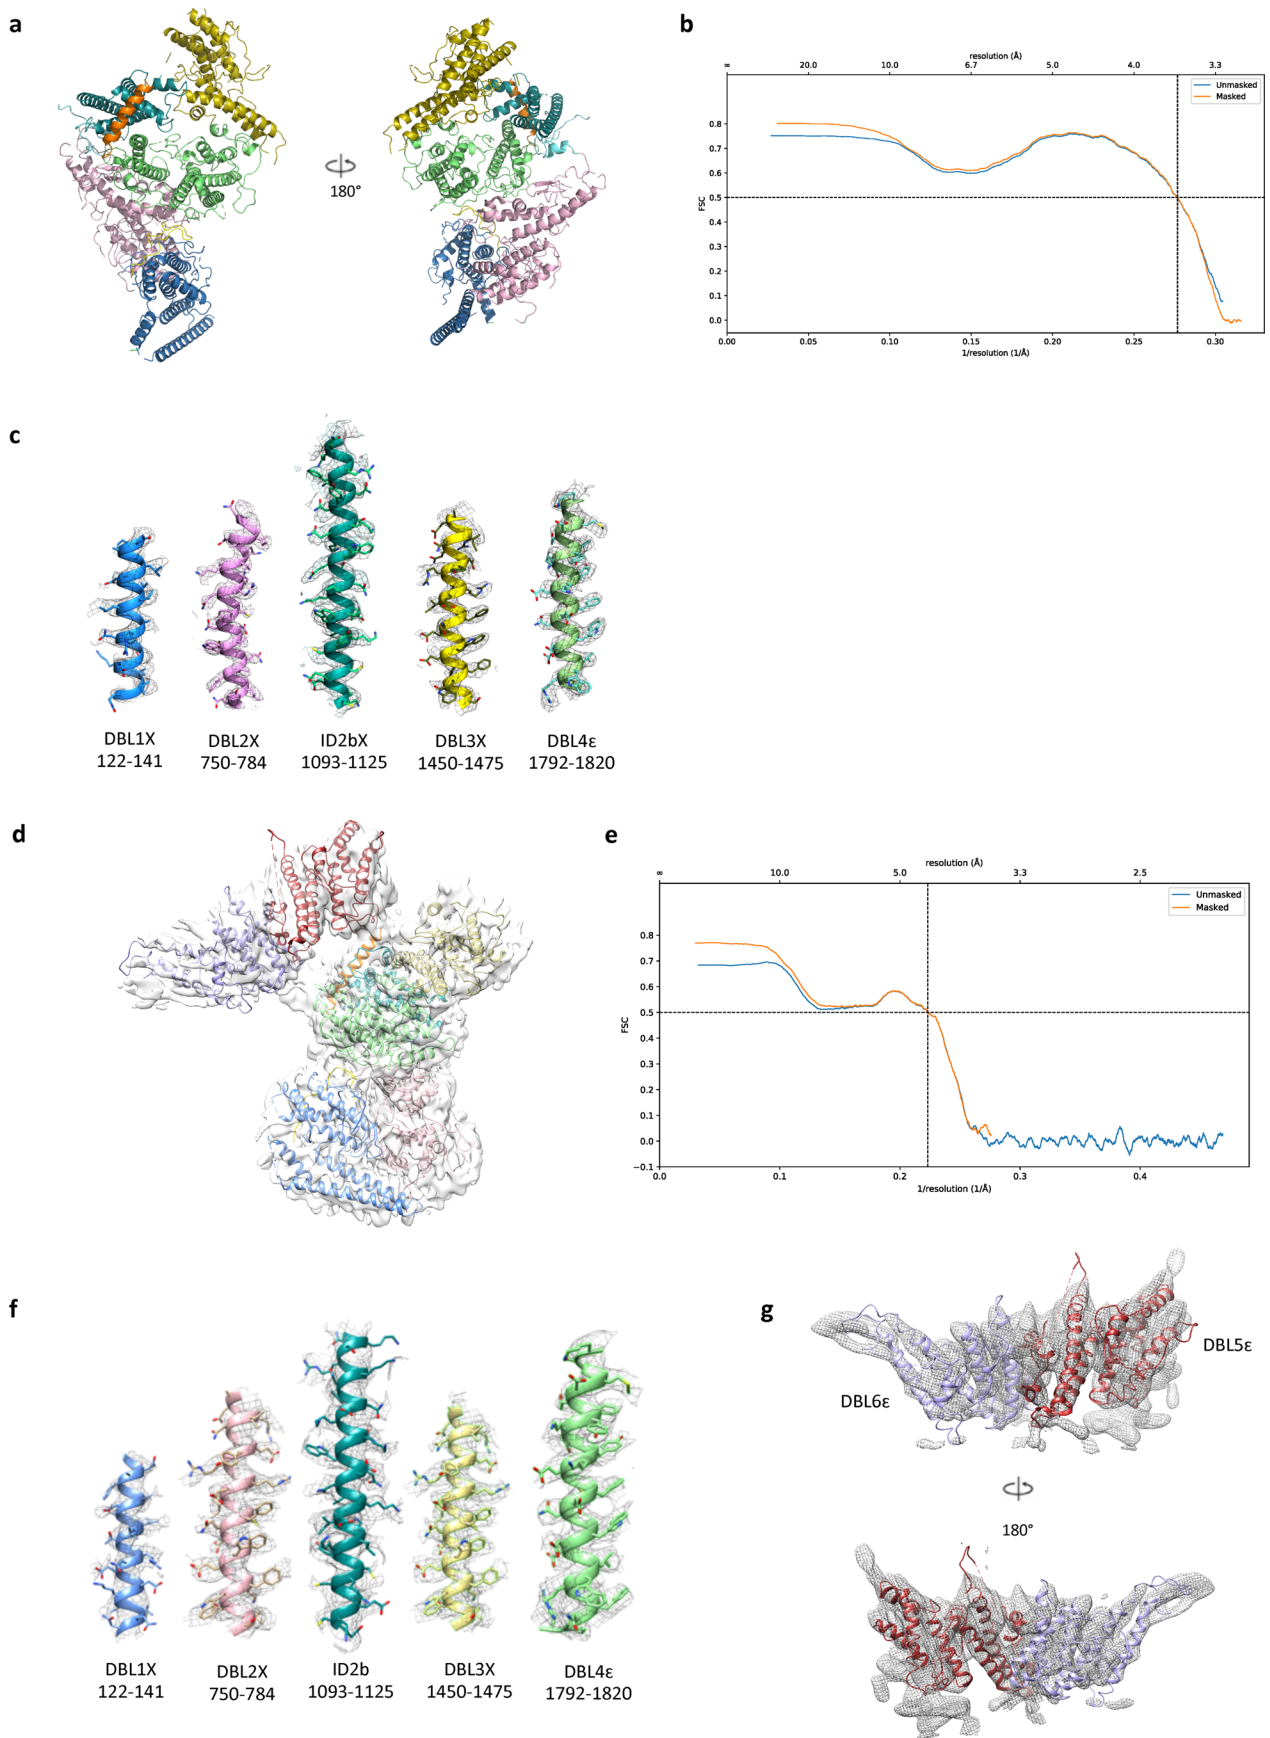 a
180°
b
resolution (Å)
∞ 20.0 10.0 6.7 5.0 4.0 3.3
Unmasked
Masked
FSC
0.8
0.7
0.6
0.5
0.4
0.3
0.2
0.1
0.0
0.00 0.05 0.10 0.15 0.20 0.25 0.30
1/resolution (1/Å)
c
DBL1X DBL2X ID2bX DBL3X DBL4ε
122-141 750-784 1093-1125 1450-1475 1792-1820
d
e
resolution (Å)
∞ 10.0 5.0 3.3 2.5
Unmasked
Masked
FSC
0.8
0.7
0.6
0.5
0.4
0.3
0.2
0.1
0.0
−0.1
0.0 0.1 0.2 0.3 0.4
1/resolution (1/Å)
f
DBL1X DBL2X ID2b DBL3X DBL4ε
122-141 750-784 1093-1125 1450-1475 1792-1820
g
DBL5ε
DBL6ε
180°